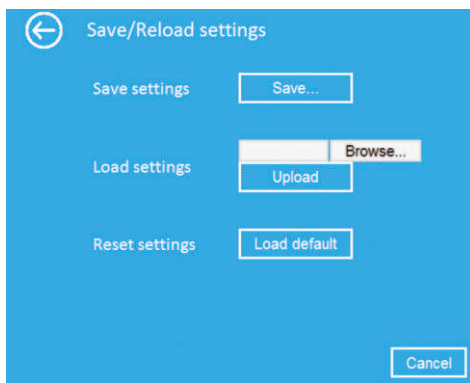 Save/Reload settings
Save settings Save...
Browse...
Load settings
Upload
Reset settings Load default
Cancel